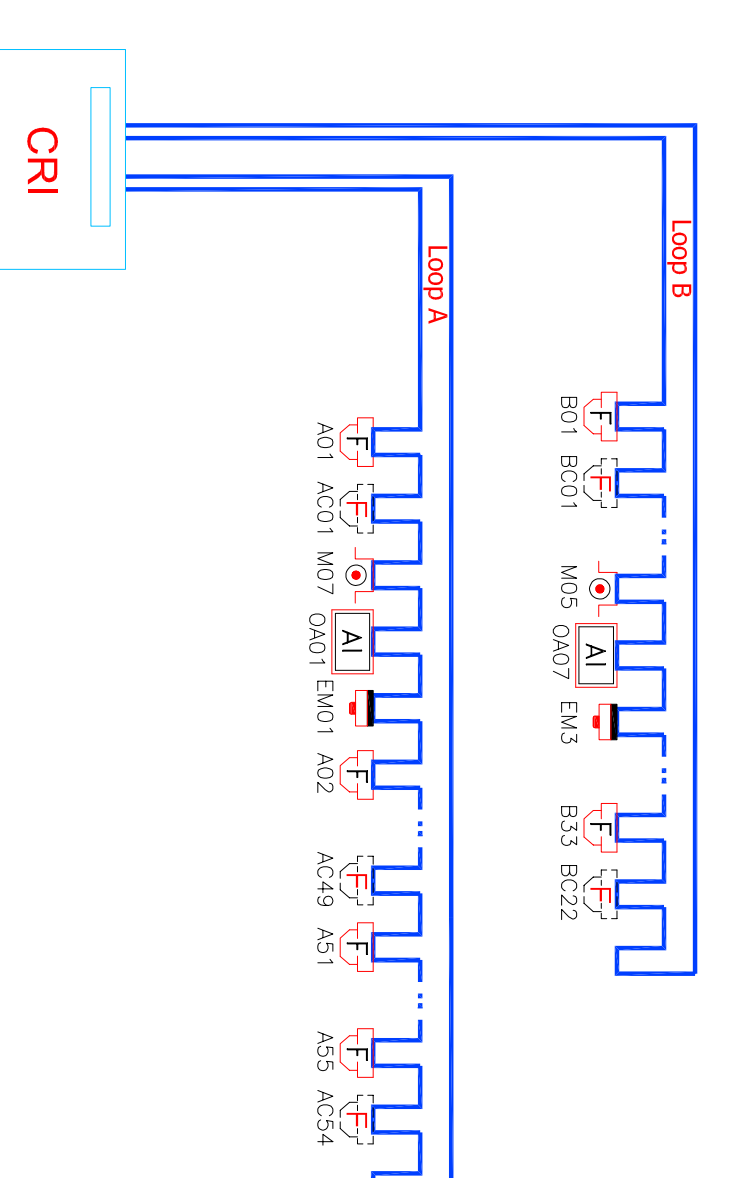 CRI
Loop B
Loop A
B01
F
BC01
F
M05
OA07
AI
EM3
B33
F
BC22
F
A01
F
AC01
F
M07
OA01
AI
EM01
A02
F
AC49
F
A51
F
A55
F
AC54
F